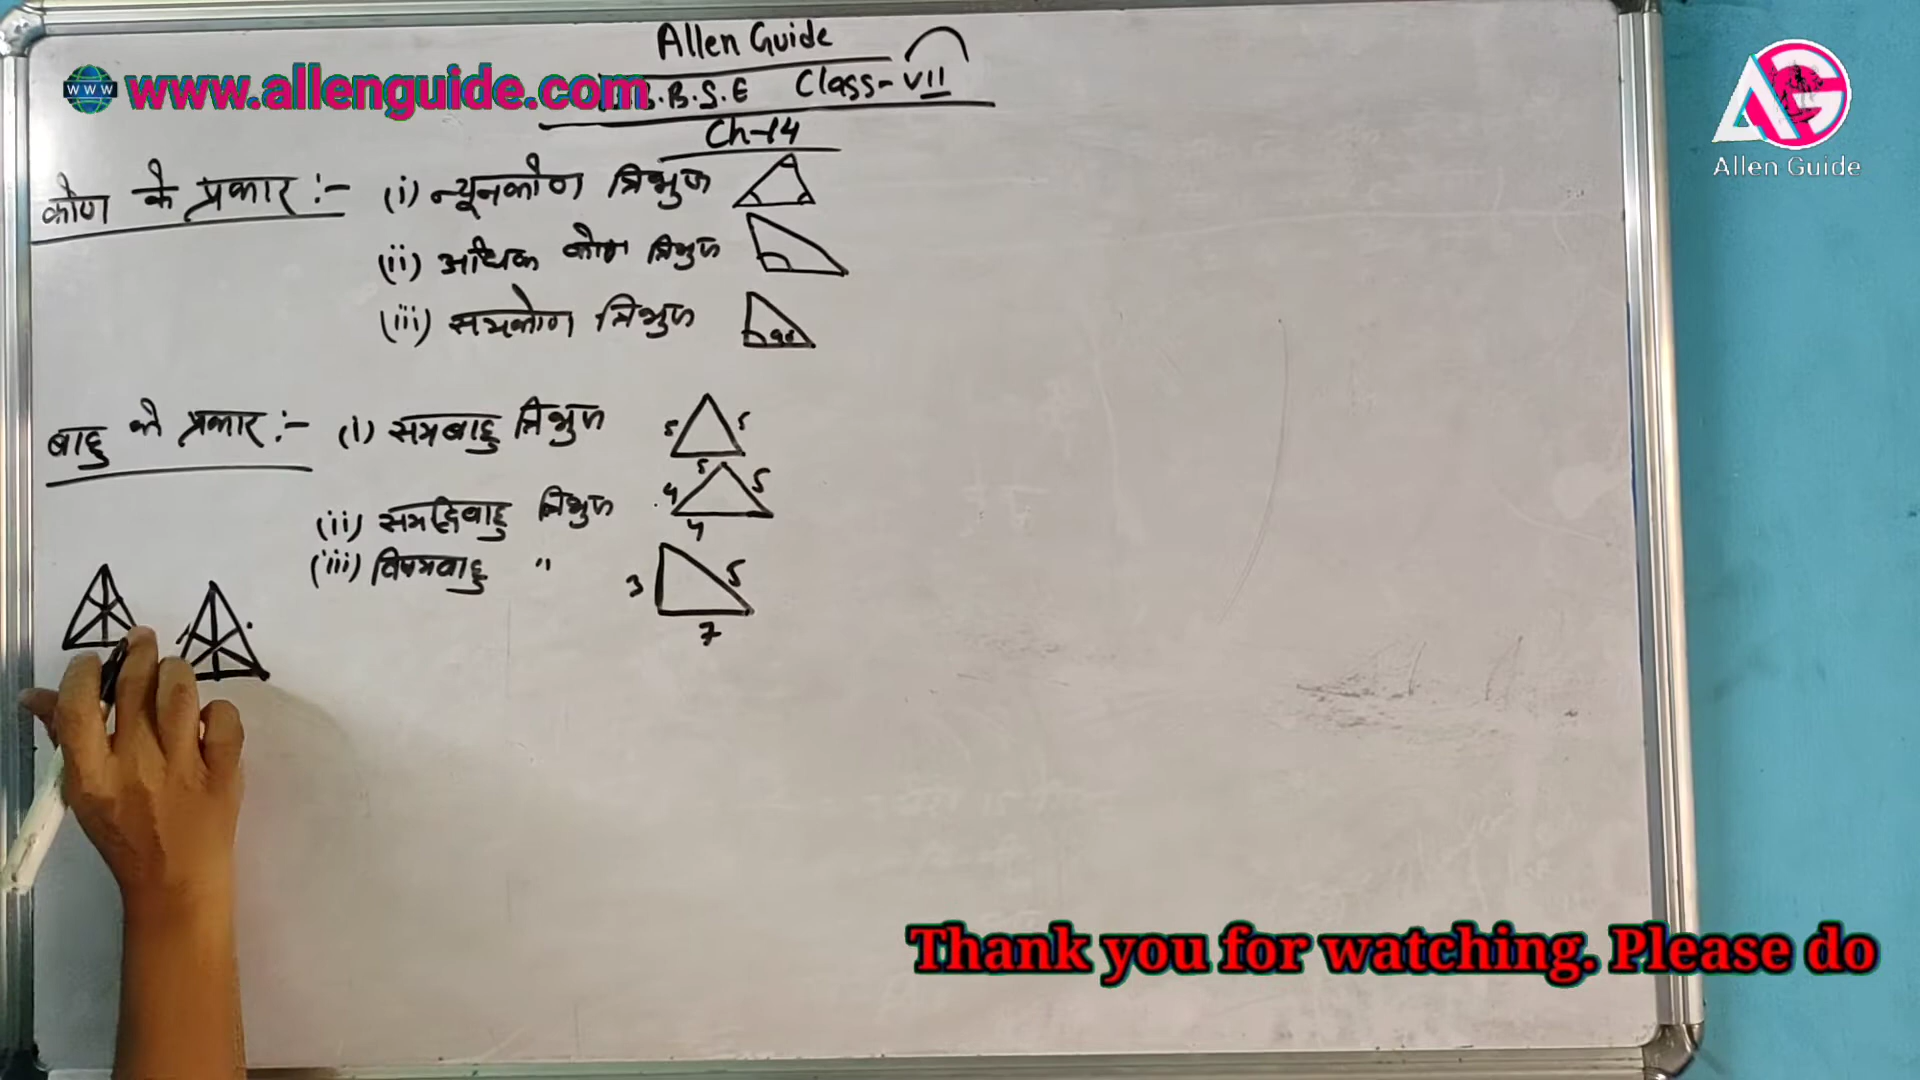 Allen Guide
www.allenguide.com
.B.B.S.E Class-VII
Ch-14
AG
Allen Guide
कोण के प्रकार :- (i) न्यूनकोण त्रिभुज
(ii) अधिक कोण त्रिभुज
(iii) समकोण त्रिभुज
90
बाहु के प्रकार :- (i) समबाहु त्रिभुज
5 5
5
(ii) समद्विबाहु त्रिभुज
4 5
4
(iii) विषमबाहु "
3 5
7
Thank you for watching. Please do